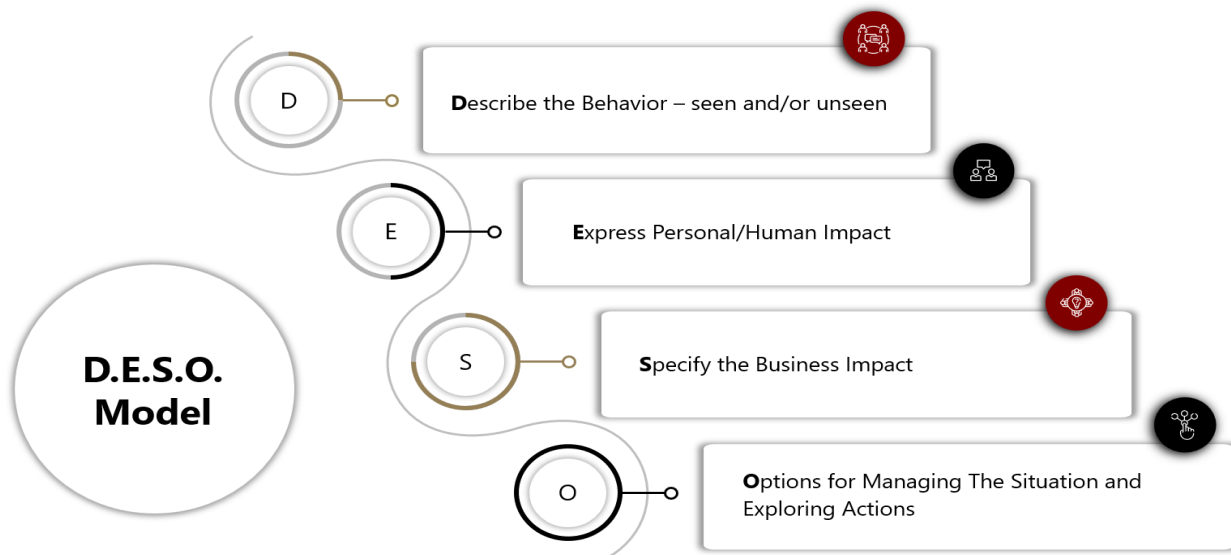 D
Describe the Behavior – seen and/or unseen
E
Express Personal/Human Impact
S
Specify the Business Impact
O
Options for Managing The Situation and
Exploring Actions
D.E.S.O.
Model